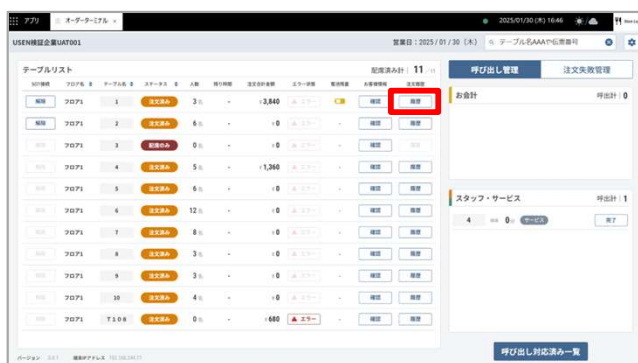 アプリ オーダーターミナル × 2025/01/30 (木) 16:46
USEN検証企業UAT001 営業日：2025/01/30 (木) テーブル名AAAや伝票番号
テーブルリスト 配席済み計 11
呼び出し管理 注文失敗管理
フロア名 テーブル名 ステータス 人数 残り時間 注文合計金額 エラー状態 電池残量 お客様情報 注文履歴
解除 フロア1 1 注文済み 3名 - ¥3,840 エラー 確認 履歴
解除 フロア1 2 注文済み 6名 - ¥0 エラー - 確認 履歴
フロア1 3 配席のみ 0名 - ¥0 エラー - 確認
フロア1 4 注文済み 5名 - ¥1,360 エラー - 確認 履歴
フロア1 5 注文済み 6名 - ¥0 エラー - 確認 履歴
フロア1 6 注文済み 12名 - ¥0 エラー - 確認 履歴
フロア1 7 注文済み 8名 - ¥0 エラー - 確認 履歴
フロア1 8 注文済み 3名 - ¥0 エラー - 確認 履歴
フロア1 9 注文済み 3名 - ¥0 エラー - 確認 履歴
フロア1 10 注文済み 4名 - ¥0 エラー - 確認 履歴
フロア1 T108 注文済み 0名 - ¥680 エラー - 確認 履歴
お会計 呼出計 0
スタッフ・サービス 呼出計 1
4 0 サービス 完了
呼び出し対応済み一覧
バージョン 端末IPアドレス